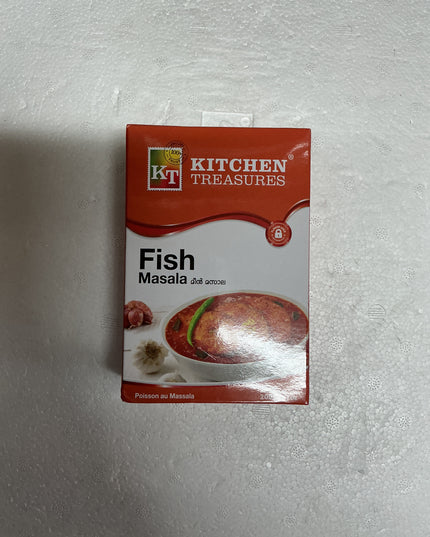 KT
KITCHEN®
TREASURES
Fish
Masala മീൻ മസാല
Poisson au Massala